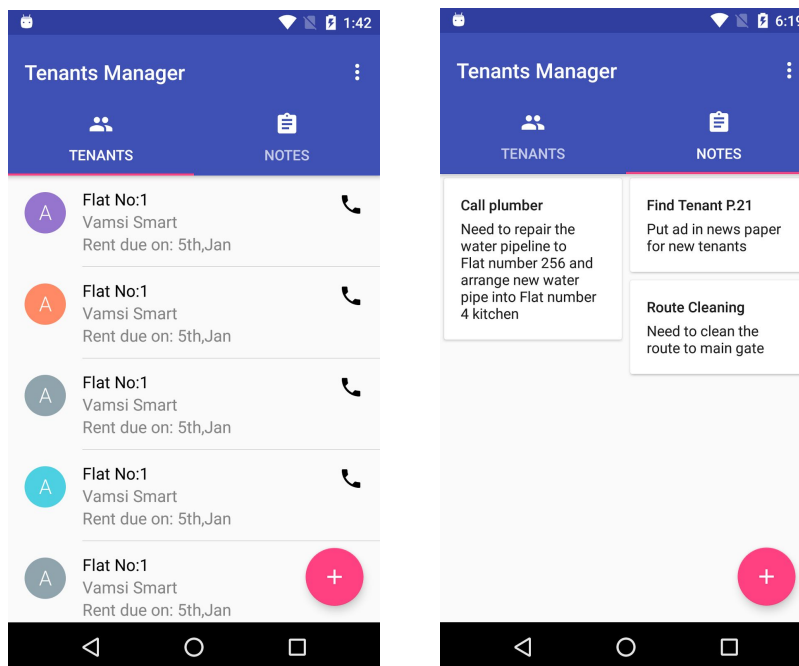 1:42
Tenants Manager
TENANTS
NOTES
A
Flat No:1
Vamsi Smart
Rent due on: 5th,Jan
A
Flat No:1
Vamsi Smart
Rent due on: 5th,Jan
A
Flat No:1
Vamsi Smart
Rent due on: 5th,Jan
A
Flat No:1
Vamsi Smart
Rent due on: 5th,Jan
A
Flat No:1
Vamsi Smart
Rent due on: 5th,Jan
6:19
Tenants Manager
TENANTS
NOTES
Call plumber
Need to repair the
water pipeline to
Flat number 256 and
arrange new water
pipe into Flat number
4 kitchen
Find Tenant P.21
Put ad in news paper
for new tenants
Route Cleaning
Need to clean the
route to main gate